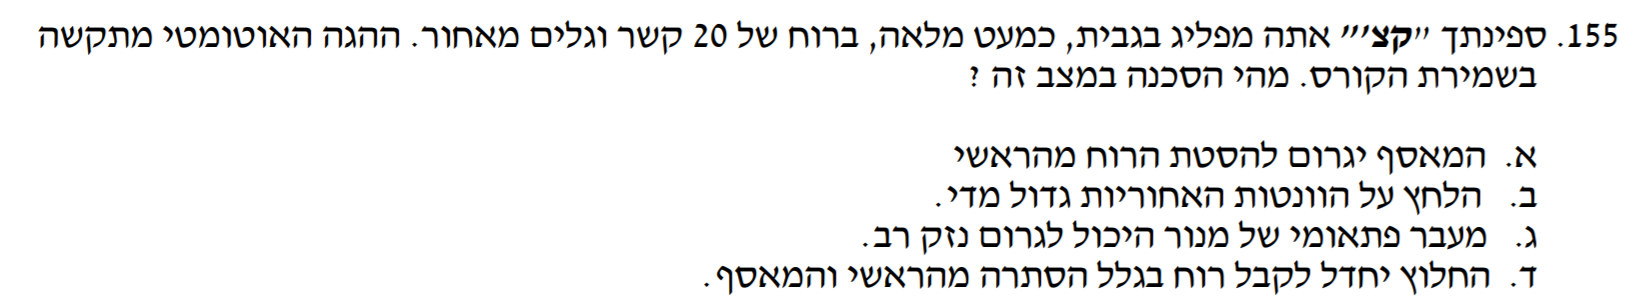 155. ספינתך "קצ'" אתה מפליג בגבית, כמעט מלאה, ברוח של 20 קשר וגלים מאחור. ההגה האוטומטי מתקשה
בשמירת הקורס. מהי הסכנה במצב זה ?
א. המאסף יגרום להסטת הרוח מהראשי
ב. הלחץ על הוונטות האחוריות גדול מדי.
ג. מעבר פתאומי של מנור היכול לגרום נזק רב.
ד. החלוץ יחדל לקבל רוח בגלל הסתרה מהראשי והמאסף.